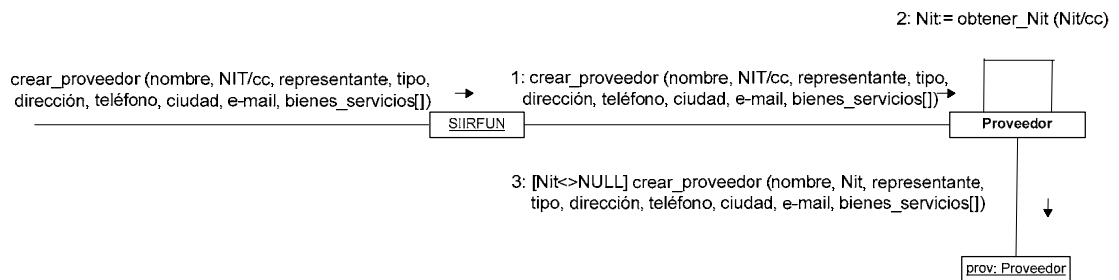 2: Nit:= obtener_Nit (Nit/cc)
crear_proveedor (nombre, NIT/cc, representante, tipo,
dirección, teléfono, ciudad, e-mail, bienes_servicios[])
1: crear_proveedor (nombre, NIT/cc, representante, tipo,
dirección, teléfono, ciudad, e-mail, bienes_servicios[])
SIIRFUN
Proveedor
3: [Nit<>NULL] crear_proveedor (nombre, Nit, representante,
tipo, dirección, teléfono, ciudad, e-mail, bienes_servicios[])
prov: Proveedor